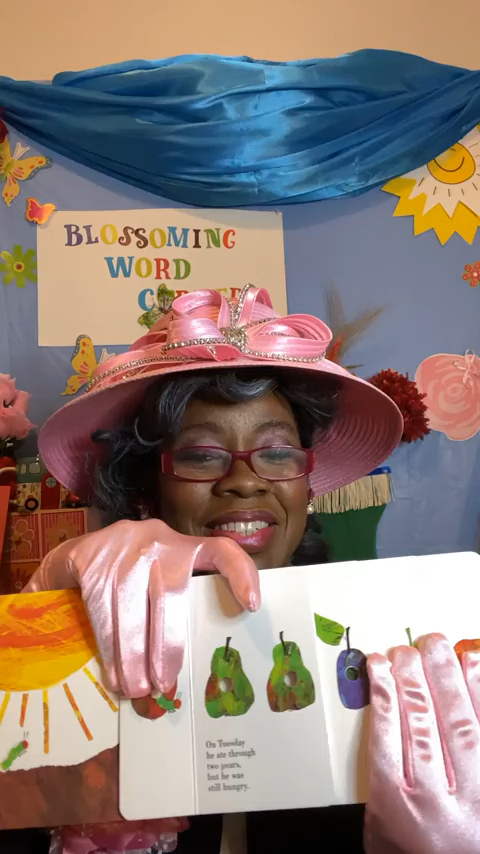 BLOSSOMING
WORD
On Tuesday
he ate through
two pears,
but he was
still hungry.